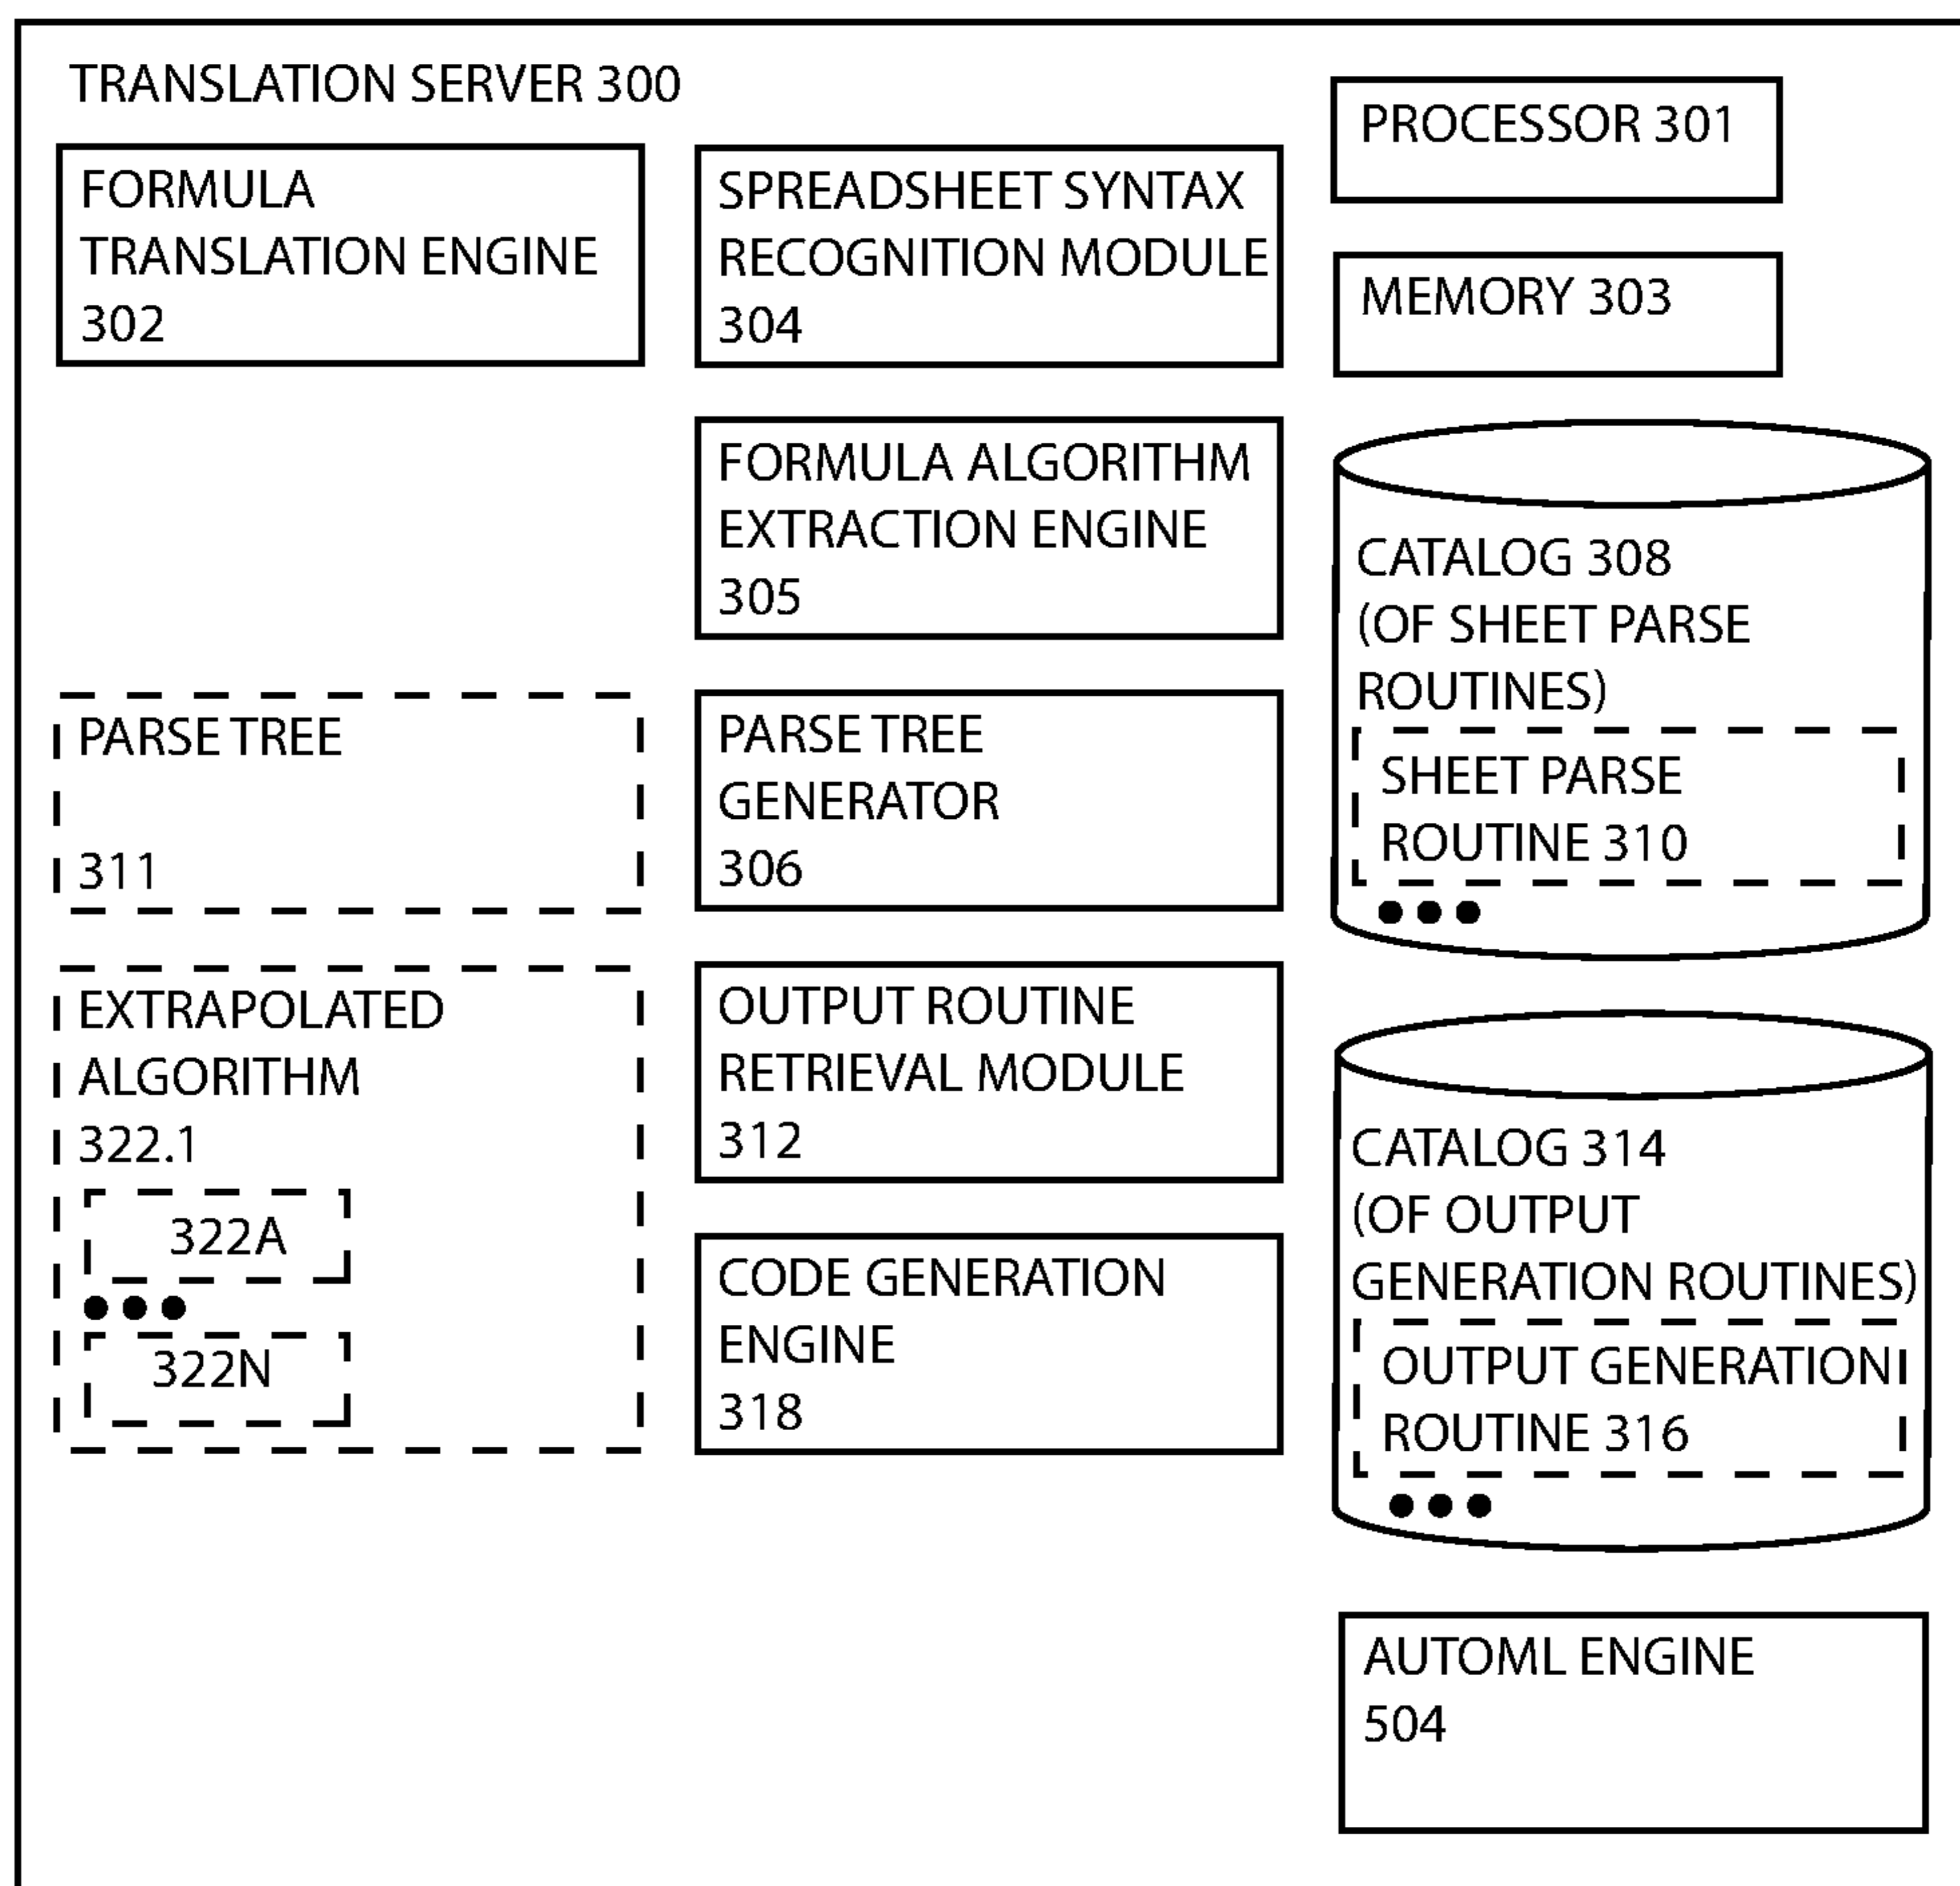 TRANSLATION SERVER 300
FORMULA
TRANSLATION ENGINE
302
PARSE TREE
311
EXTRAPOLATED
ALGORITHM
322.1
322A
322N
SPREADSHEET SYNTAX
RECOGNITION MODULE
304
FORMULA ALGORITHM
EXTRACTION ENGINE
305
PARSE TREE
GENERATOR
306
OUTPUT ROUTINE
RETRIEVAL MODULE
312
CODE GENERATION
ENGINE
318
PROCESSOR 301
MEMORY 303
CATALOG 308
(OF SHEET PARSE
ROUTINES)
SHEET PARSE
ROUTINE 310
CATALOG 314
(OF OUTPUT
GENERATION ROUTINES)
OUTPUT GENERATION
ROUTINE 316
AUTOML ENGINE
504